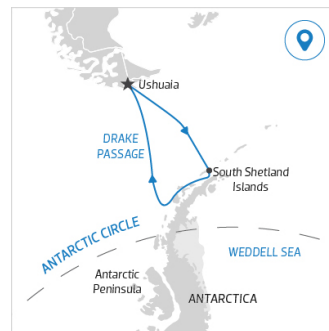 Ushuaia
DRAKE
PASSAGE
South Shetland
Islands
ANTARCTIC CIRCLE
WEDDELL SEA
Antarctic
Peninsula
ANTARCTICA